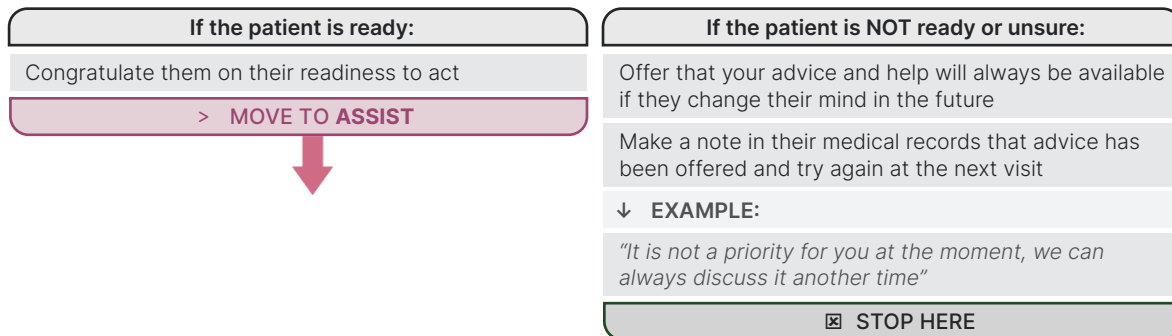 If the patient is ready:
Congratulate them on their readiness to act
> MOVE TO ASSIST
If the patient is NOT ready or unsure:
Offer that your advice and help will always be available
if they change their mind in the future
Make a note in their medical records that advice has
been offered and try again at the next visit
↓ EXAMPLE:
“It is not a priority for you at the moment, we can
always discuss it another time”
☒ STOP HERE